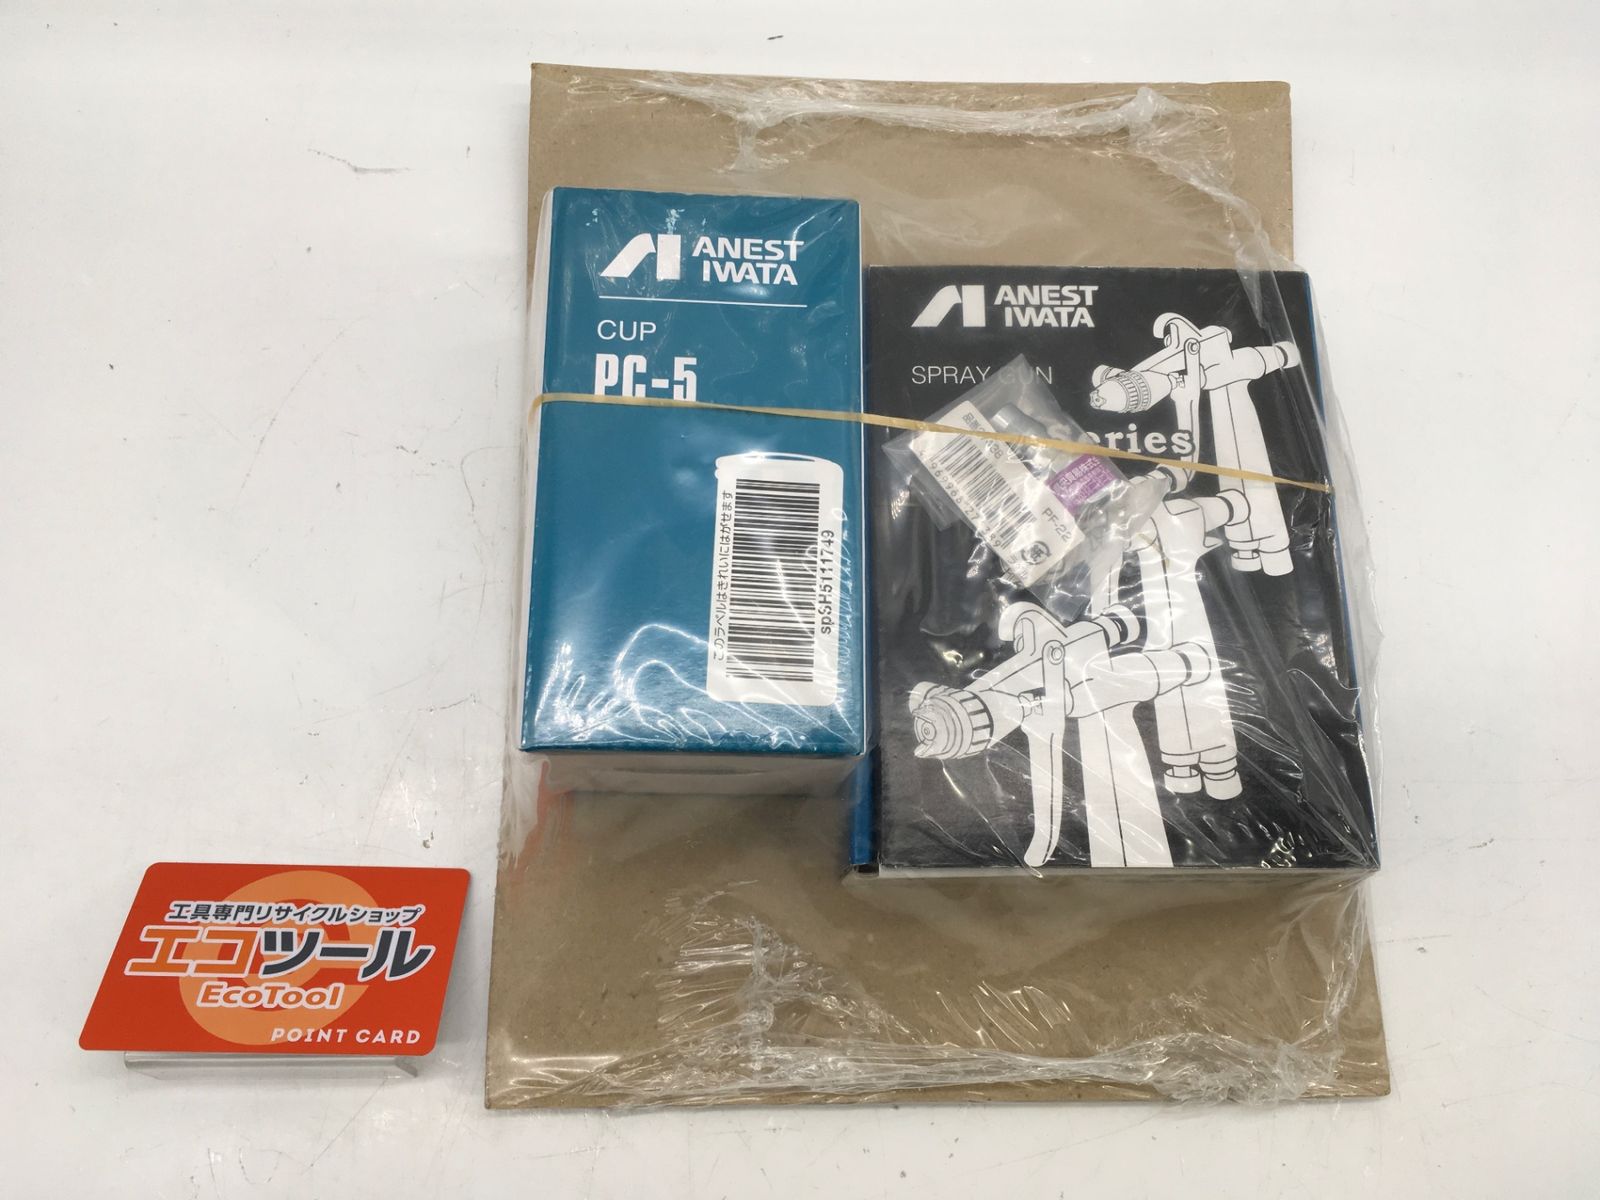 ANEST
IWATA
CUP
PC-5
このラベルはきれいにはがせます
spSH5111749
ANEST
IWATA
SPRAY GUN
Series
PF-2
工具専門リサイクルショップ
エコツール
EcoTool
POINT CARD